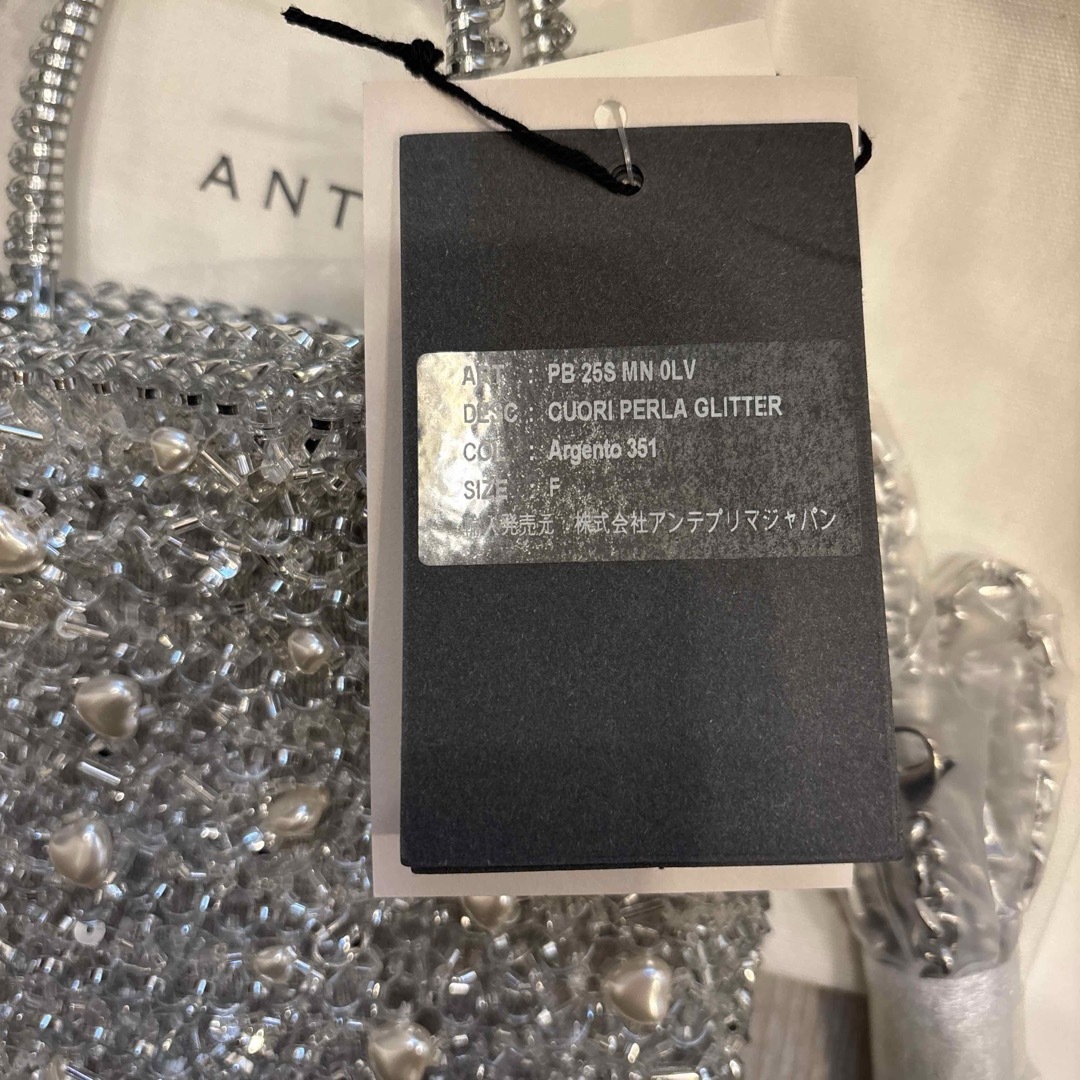 ANT
ART : PB 25S MN 0LV
DESC : CUORI PERLA GLITTER
COL : Argento 351
SIZE : F
輸入発売元 株式会社アンテプリマジャパン